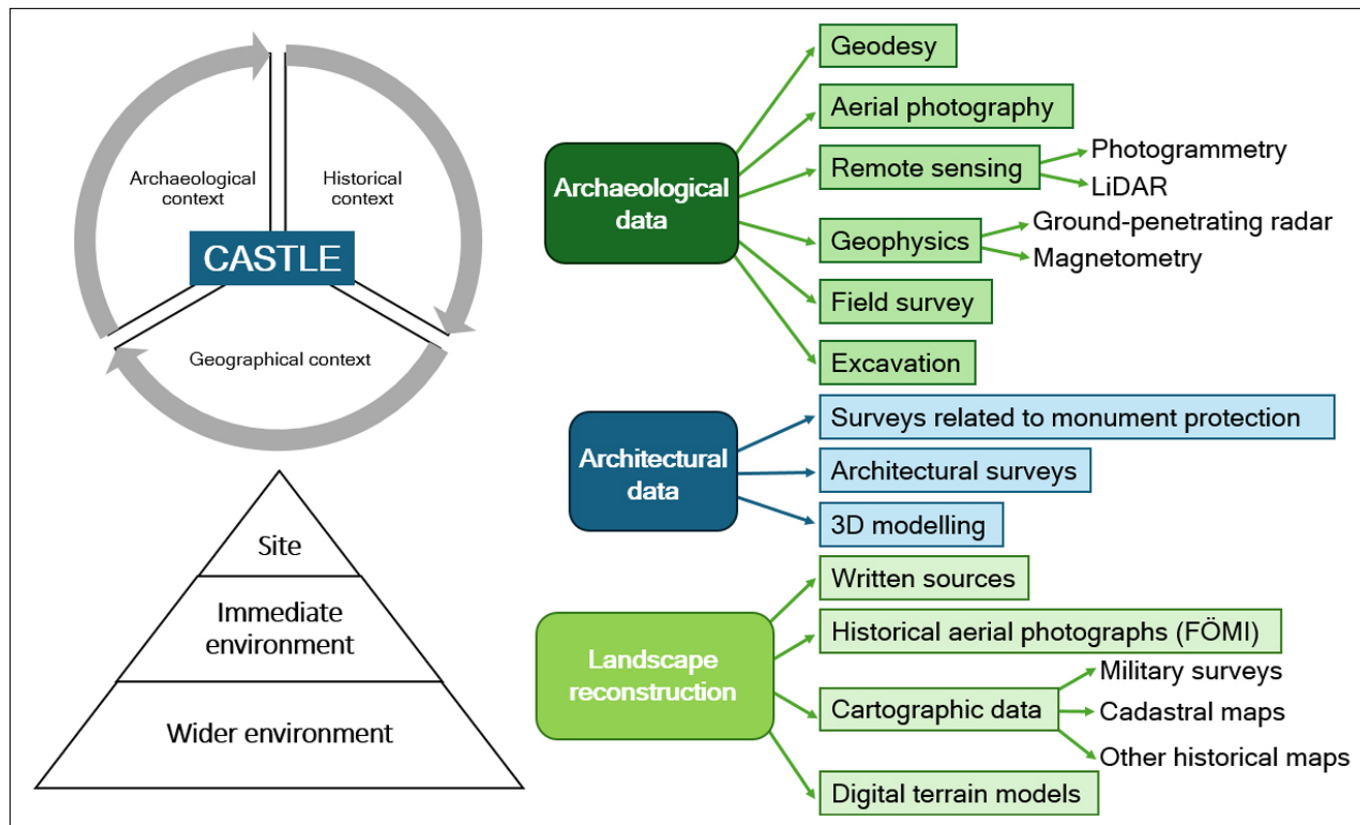 Archaeological
context
Historical
context
CASTLE
Geographical context
Site
Immediate
environment
Wider environment
Archaeological
data
Geodesy
Aerial photography
Remote sensing
Photogrammetry
LiDAR
Geophysics
Ground-penetrating radar
Magnetometry
Field survey
Excavation
Architectural
data
Surveys related to monument protection
Architectural surveys
3D modelling
Landscape
reconstruction
Written sources
Historical aerial photographs (FÖMI)
Cartographic data
Military surveys
Cadastral maps
Other historical maps
Digital terrain models